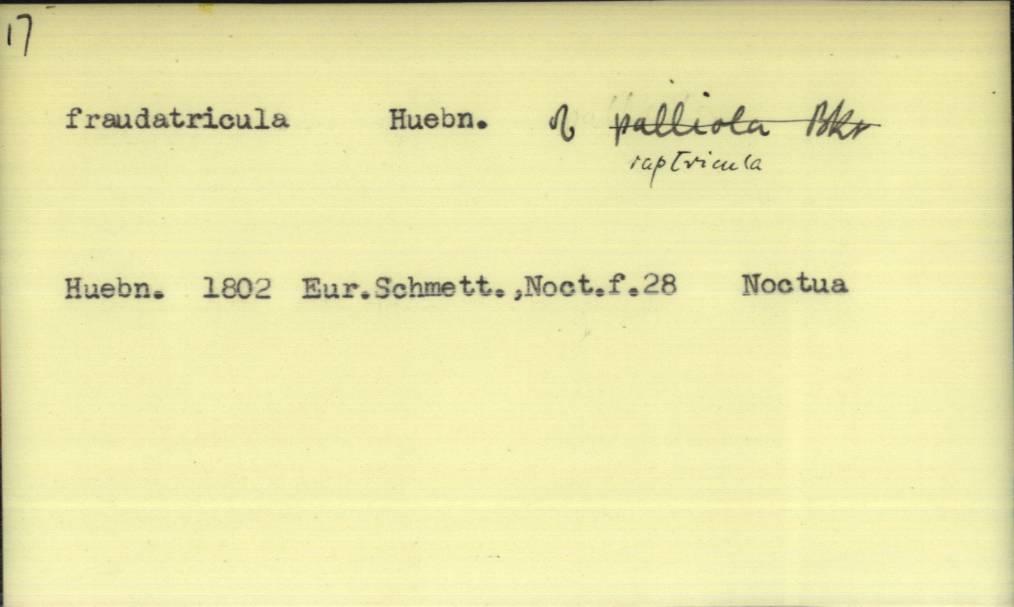 17
fraudatricula Huebn. palliola Bkr
raptricula
Huebn. 1802 Eur.Schmett.,Noct.f.28 Noctua